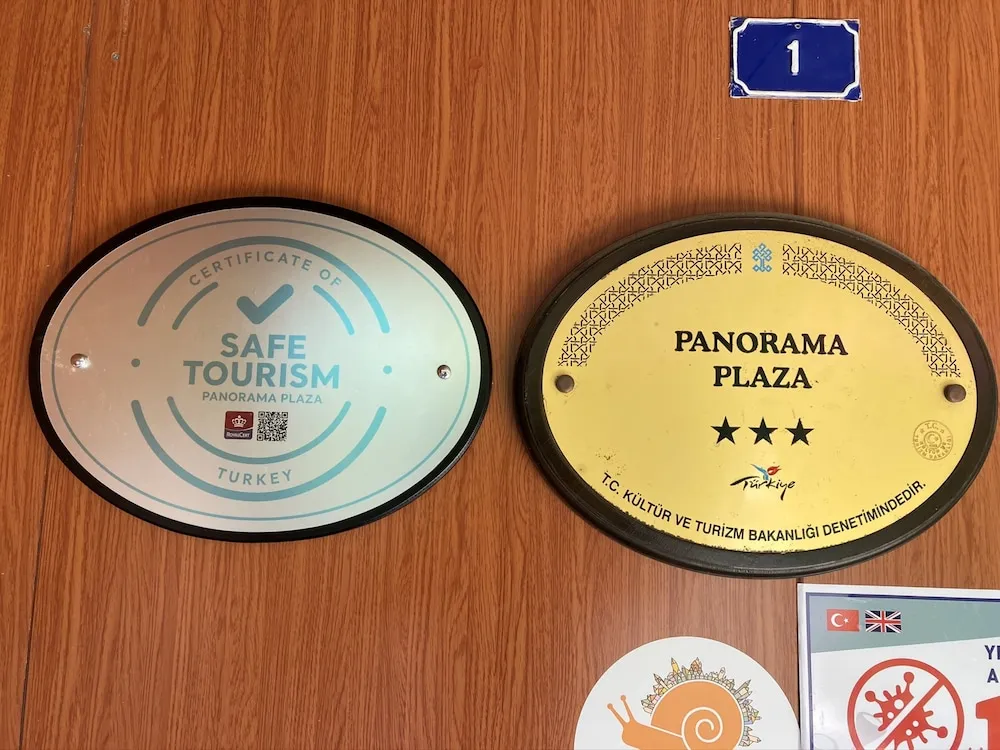 1
CERTIFICATE OF
SAFE
TOURISM
PANORAMA PLAZA
ROYALCERT
TURKEY
PANORAMA
PLAZA
Türkiye
T.C. KÜLTÜR VE TURİZM BAKANLIĞI DENETİMİNDEDİR.